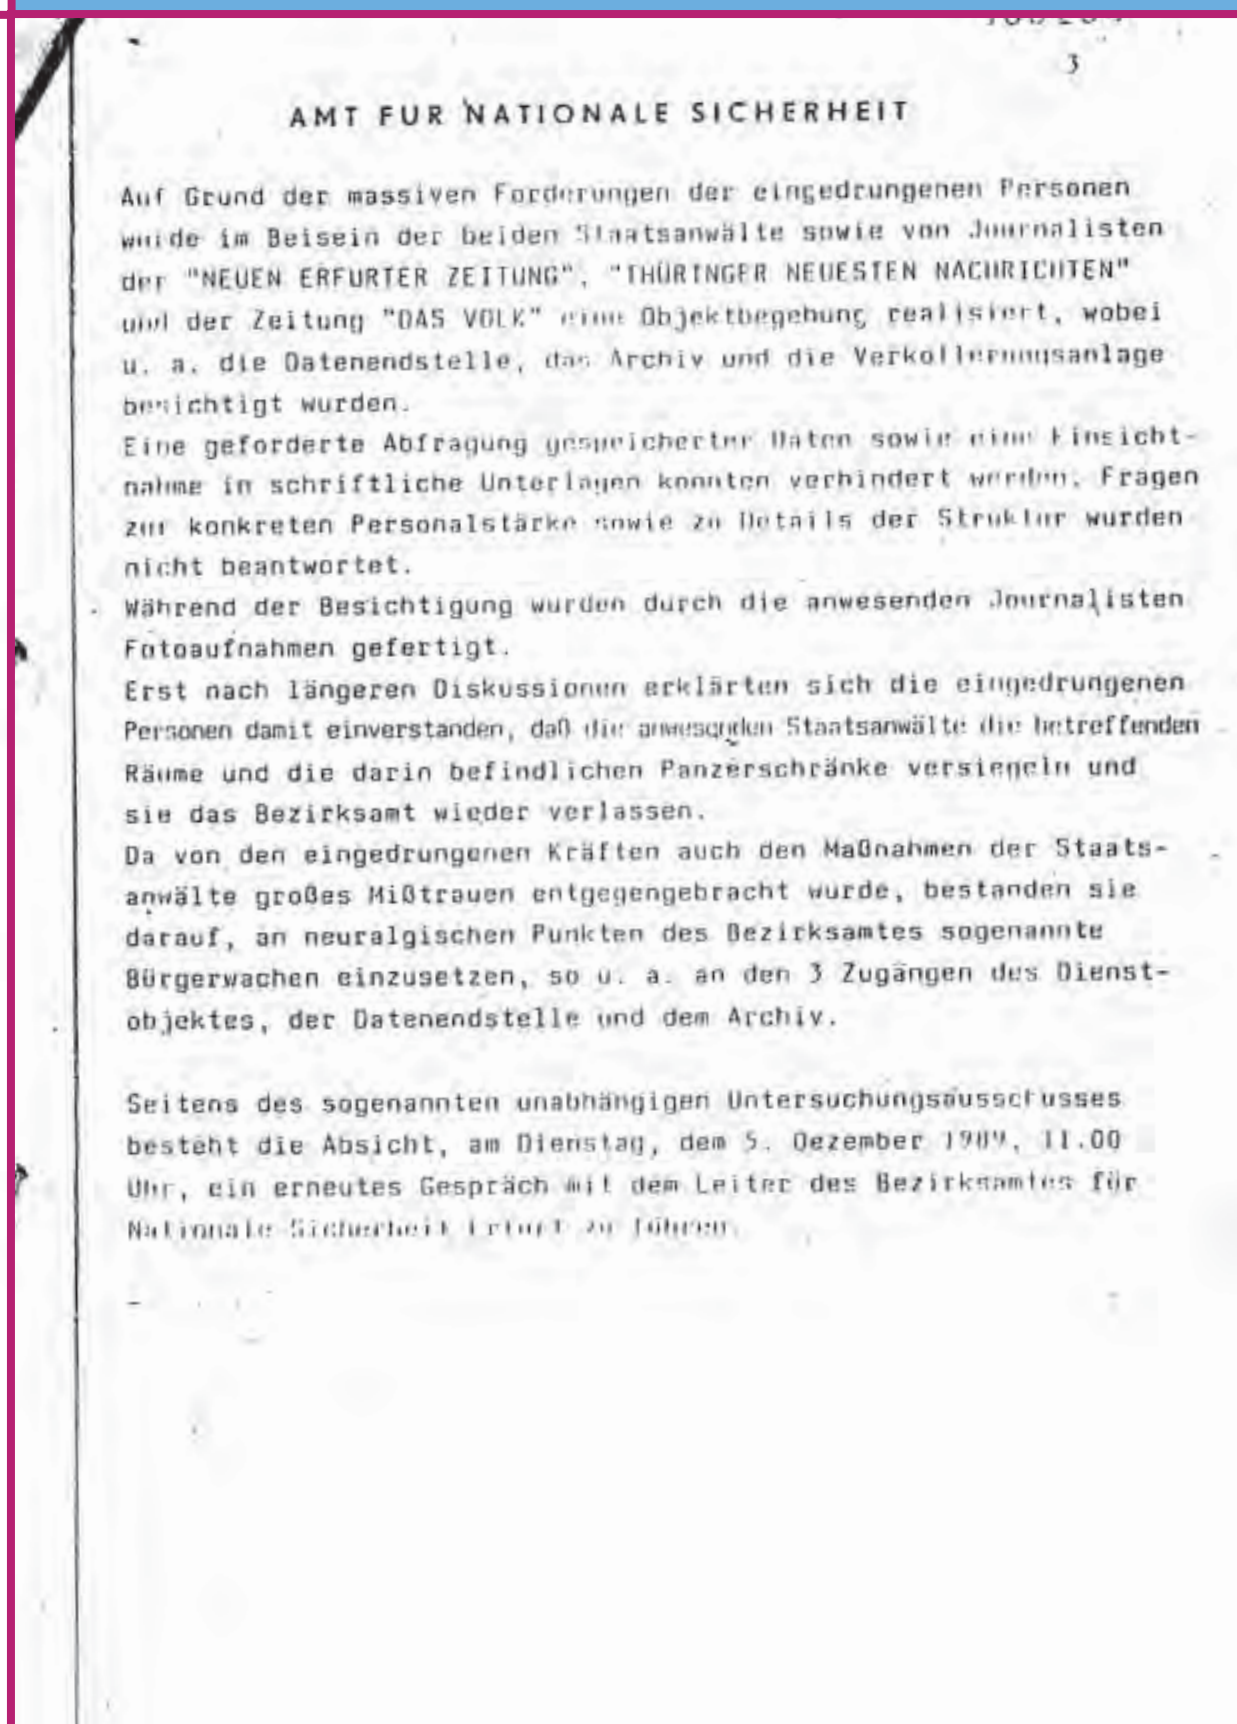 3
AMT FUR NATIONALE SICHERHEIT
Auf Grund der massiven Forderungen der eingedrungenen Personen
wurde im Beisein der beiden Staatsanwälte sowie von Journalisten
der "NEUEN ERFURTER ZEITUNG", "THÜRINGER NEUESTEN NACHRICHTEN"
und der Zeitung "DAS VOLK" eine Objektbegehung realisiert, wobei
u. a. die Datenendstelle, das Archiv und die Verkollerungsanlage
besichtigt wurden.
Eine geforderte Abfragung gespeicherter Daten sowie eine Einsicht-
nahme in schriftliche Unterlagen konnten verhindert werden. Fragen
zur konkreten Personalstärke sowie zu Details der Struktur wurden
nicht beantwortet.
Während der Besichtigung wurden durch die anwesenden Journalisten
Fotoaufnahmen gefertigt.
Erst nach längeren Diskussionen erklärten sich die eingedrungenen
Personen damit einverstanden, daß die anwesenden Staatsanwälte die betreffenden
Räume und die darin befindlichen Panzerschränke versiegeln und
sie das Bezirksamt wieder verlassen.
Da von den eingedrungenen Kräften auch den Maßnahmen der Staats-
anwälte großes Mißtrauen entgegengebracht wurde, bestanden sie
darauf, an neuralgischen Punkten des Bezirksamtes sogenannte
Bürgerwachen einzusetzen, so u. a. an den 3 Zugängen des Dienst-
objektes, der Datenendstelle und dem Archiv.
Seitens des sogenannten unabhängigen Untersuchungsausschusses
besteht die Absicht, am Dienstag, dem 5. Dezember 1989, 11.00
Uhr, ein erneutes Gespräch mit dem Leiter des Bezirksamtes für
Nationale Sicherheit Erfurt zu führen.